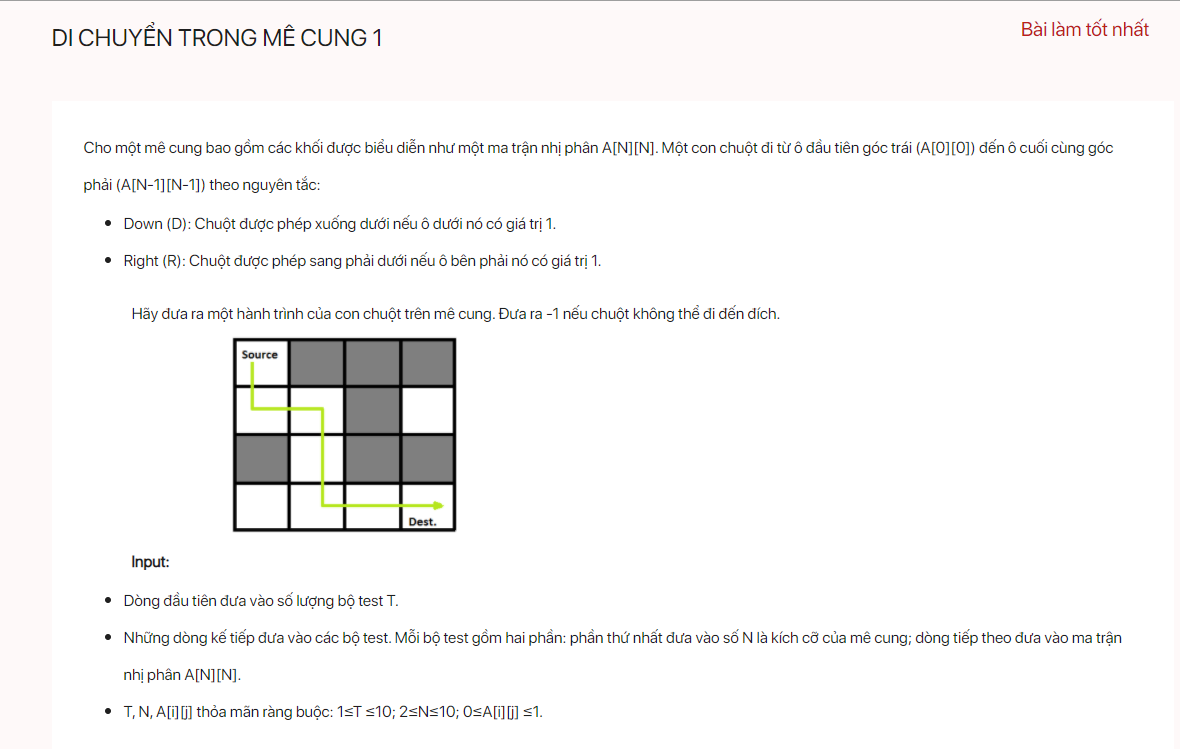 DI CHUYỂN TRONG MÊ CUNG 1
Bài làm tốt nhất
Cho một mê cung bao gồm các khối được biểu diễn như một ma trận nhị phân A[N][N]. Một con chuột đi từ ô đầu tiên góc trái (A[0][0]) đến ô cuối cùng góc
phải (A[N-1][N-1]) theo nguyên tắc:
Down (D): Chuột được phép xuống dưới nếu ô dưới nó có giá trị 1.
Right (R): Chuột được phép sang phải dưới nếu ô bên phải nó có giá trị 1.
Hãy đưa ra một hành trình của con chuột trên mê cung. Đưa ra -1 nếu chuột không thể đi đến đích.
Source
Dest.
Input:
Dòng đầu tiên đưa vào số lượng bộ test T.
Những dòng kế tiếp đưa vào các bộ test. Mỗi bộ test gồm hai phần: phần thứ nhất đưa vào số N là kích cỡ của mê cung; dòng tiếp theo đưa vào ma trận
nhị phân A[N][N].
T, N, A[i][j] thỏa mãn ràng buộc: 1≤T ≤10; 2≤N≤10; 0≤A[i][j] ≤1.